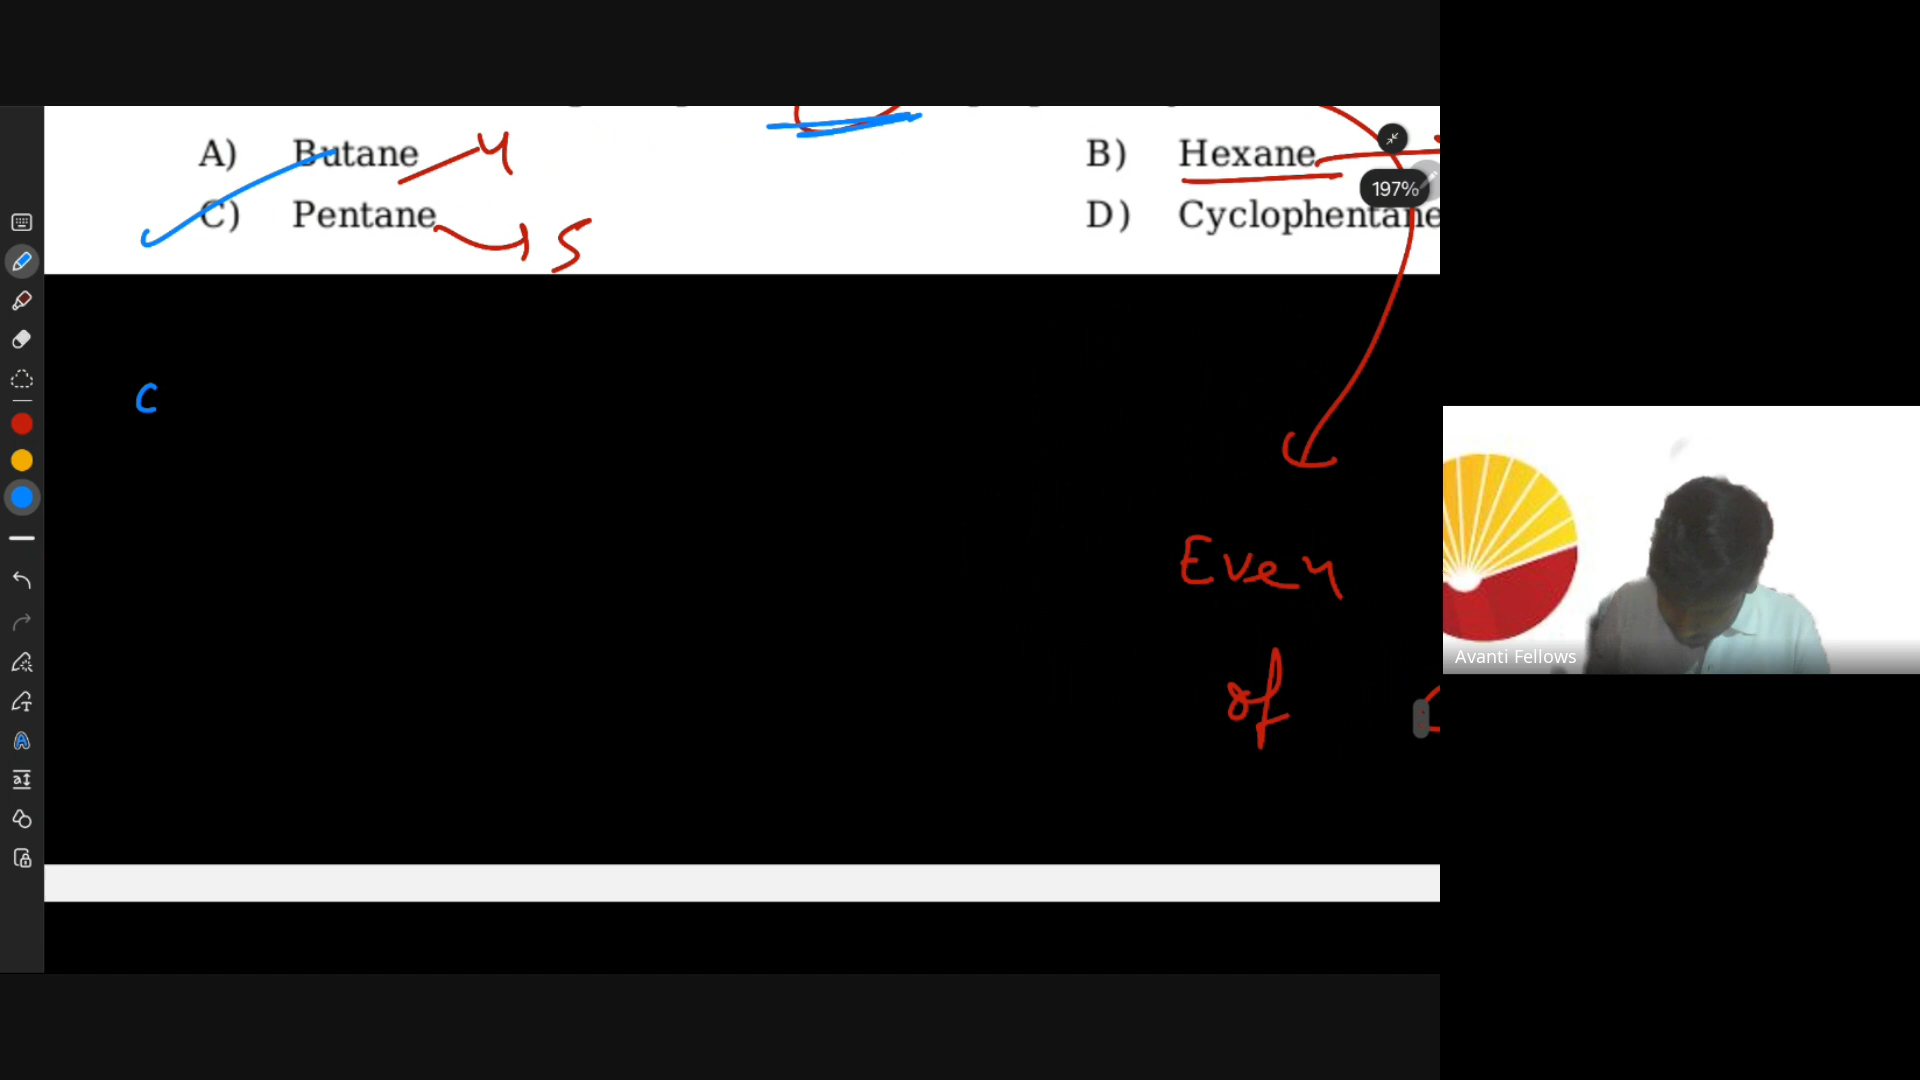 A) Butane 4
B) Hexane
197%
C) Pentane 5
D) Cyclophentane
C
Even
of
Avanti Fellows